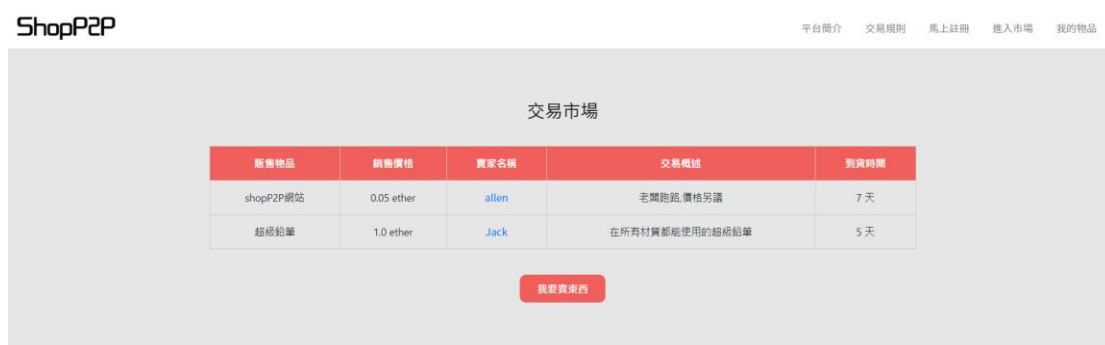 ShopP2P 平台簡介 交易規則 馬上註冊 進入市場 我的物品
交易市場
販售物品 銷售價格 賣家名稱 交易概述 到貨時間
shopP2P網站 0.05 ether allen 老闆跑路,價格另議 7 天
超級鉛筆 1.0 ether Jack 在所有材質都能使用的超級鉛筆 5 天
我要賣東西